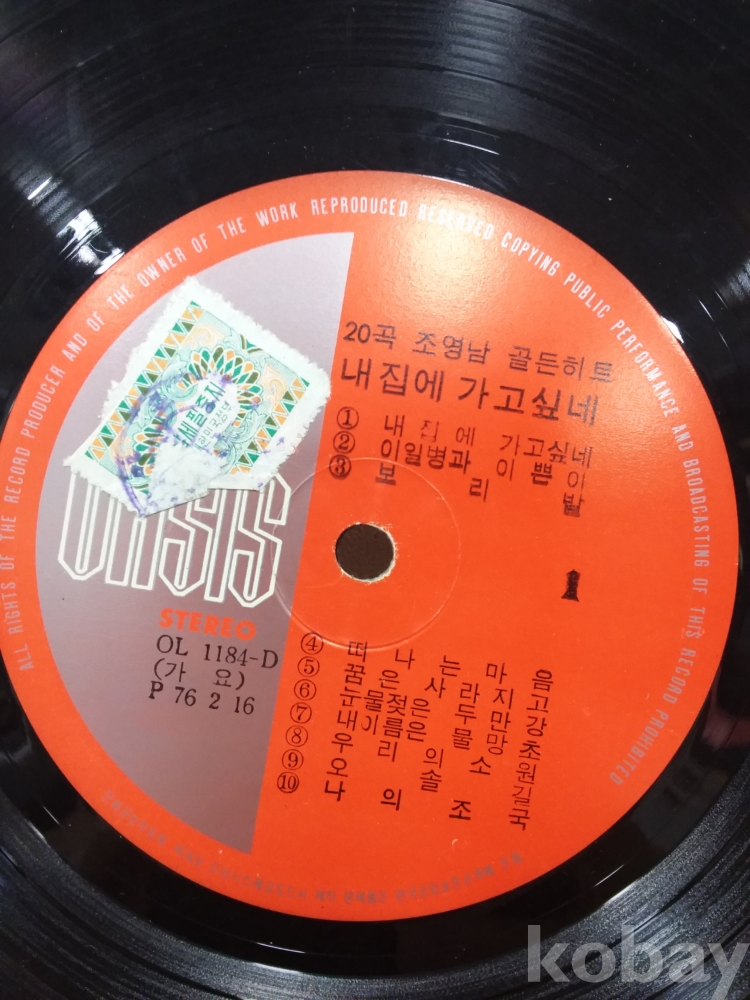 ALL RIGHTS OF THE RECORD PRODUCER AND OF THE OWNER OF THE WORK REPRODUCED RESERVED COPYING PUBLIC PERFORMANCE AND BROADCASTING OF THIS RECORD PROHIBITED
20곡 조영남 골든히트
내집에 가고싶네
① 내 집에 가고싶네
② 이일병과 이쁜이
③ 보리밭
1
OASIS
STEREO
OL 1184-D
(가 요)
P 76 2 16
④ 떠나는 마음
⑤ 꿈은 사라지고
⑥ 눈물젖은 두만강
⑦ 내이름은 물망초
⑧ 우리의 소원
⑨ 오솔길
⑩ 나의 조국
kobay